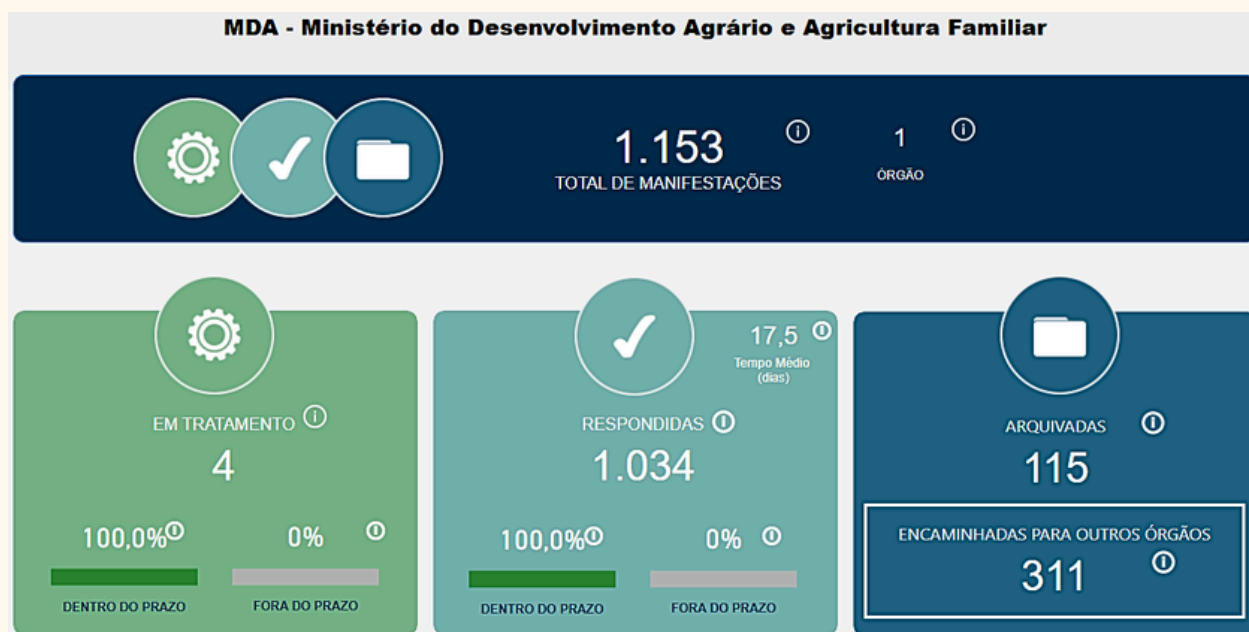 MDA - Ministério do Desenvolvimento Agrário e Agricultura Familiar
1.153
TOTAL DE MANIFESTAÇÕES
1
ÓRGÃO
EM TRATAMENTO
4
100,0%
0%
DENTRO DO PRAZO
FORA DO PRAZO
17,5
Tempo Médio
(dias)
RESPONDIDAS
1.034
100,0%
0%
DENTRO DO PRAZO
FORA DO PRAZO
ARQUIVADAS
115
ENCAMINHADAS PARA OUTROS ÓRGÃOS
311